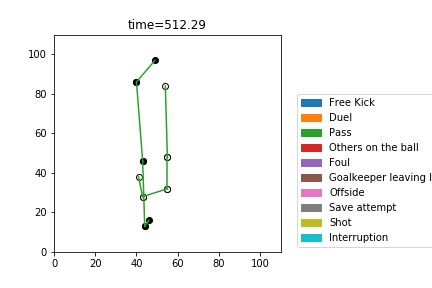 time=512.29
100
80
60
40
20
0
0 20 40 60 80 100
Free Kick
Duel
Pass
Others on the ball
Foul
Goalkeeper leaving l
Offside
Save attempt
Shot
Interruption